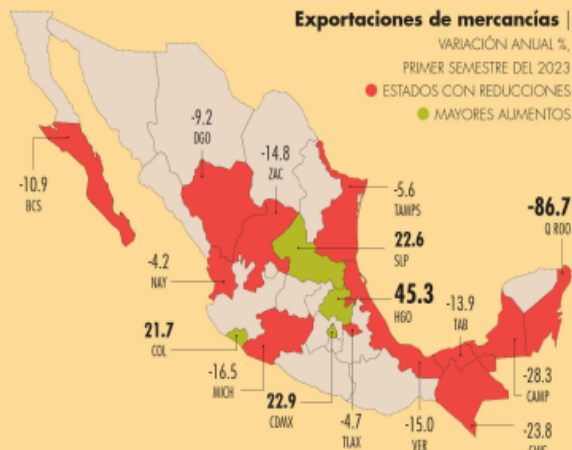 Exportaciones de mercancías |
VARIACIÓN ANUAL %,
PRIMER SEMESTRE DEL 2023
ESTADOS CON REDUCCIONES
MAYORES AUMENTOS
-9.2
DGO
-14.8
ZAC
-10.9
BCS
-5.6
TAMPS
-86.7
Q ROO
22.6
SLP
-4.2
NAY
45.3
HGO
-13.9
TAB
21.7
COL
-16.5
MICH
22.9
CDMX
-4.7
TLAX
-15.0
VER
-28.3
CAMP
-23.8